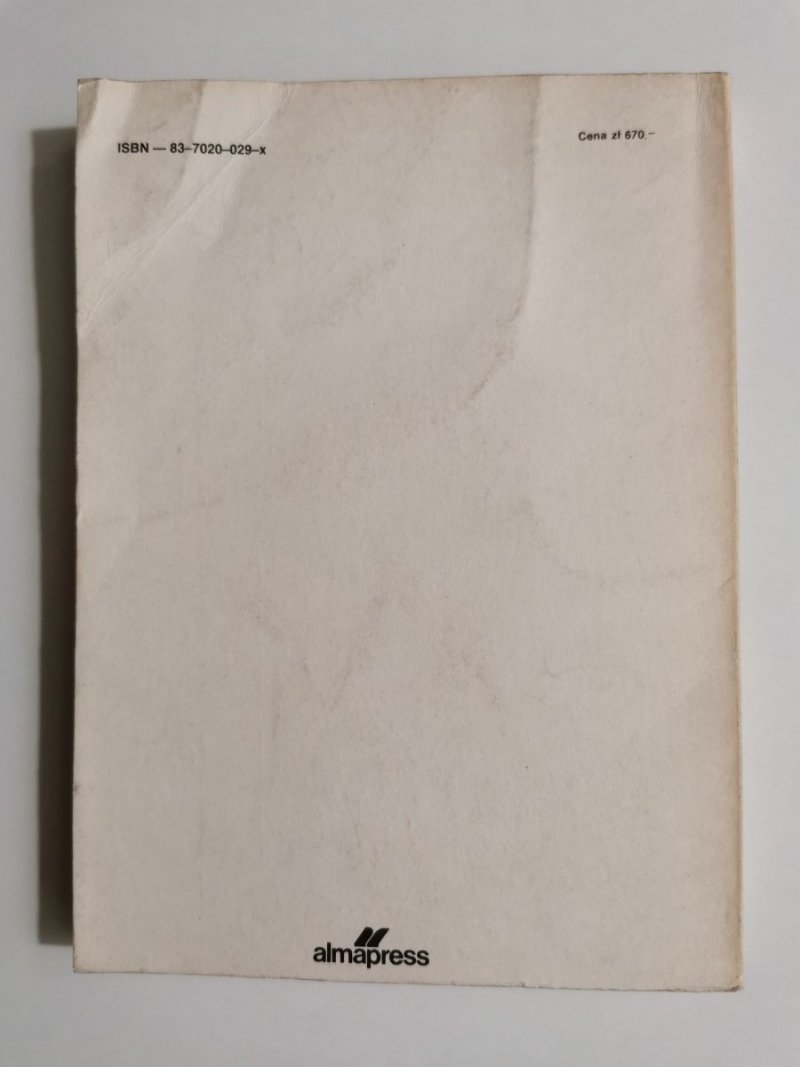 ISBN — 83-7020-029-x
Cena zł 670,-
almapress